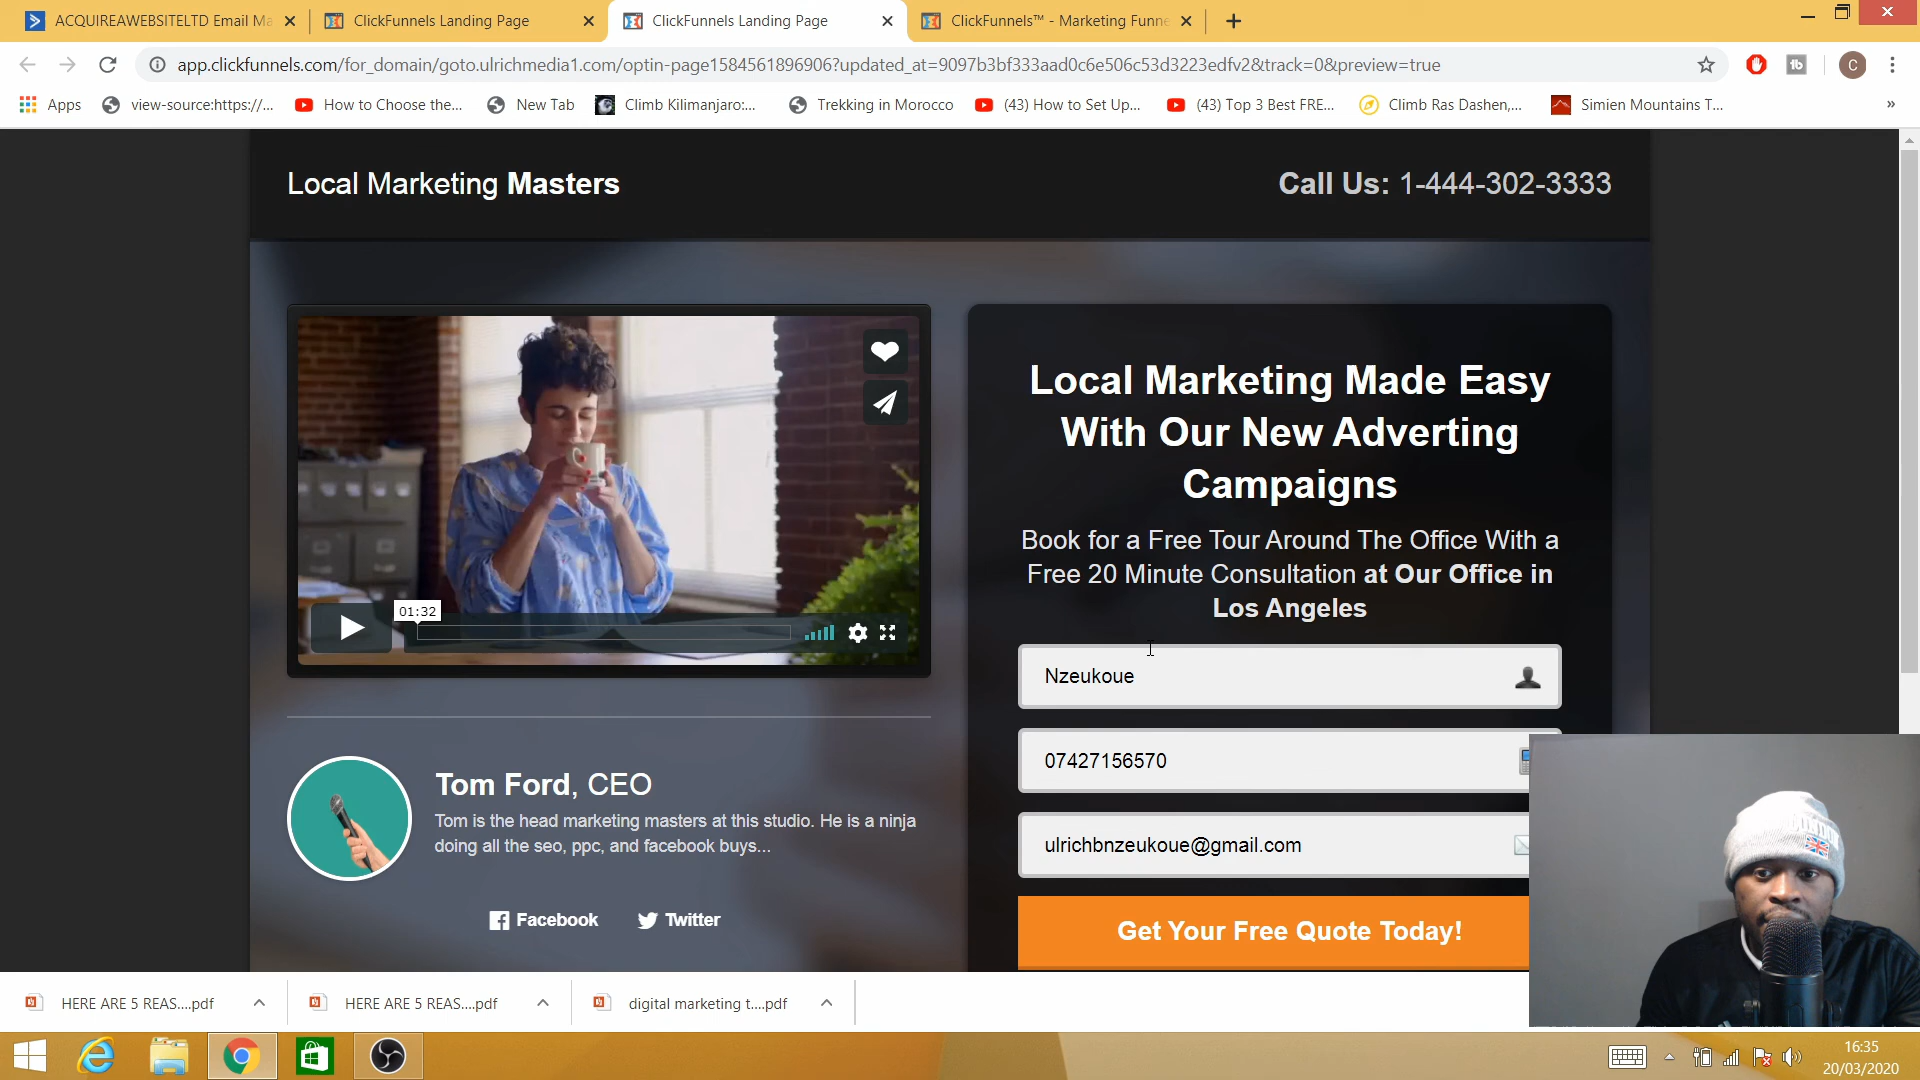 ACQUIREAWEBSITELTD Email Ma
ClickFunnels Landing Page
ClickFunnels Landing Page
ClickFunnels™ - Marketing Funne
app.clickfunnels.com/for_domain/goto.ulrichmedia1.com/optin-page1584561896906?updated_at=9097b3bf333aad0c6e506c53d3223edfv2&track=0&preview=true
C
Apps
view-source:https://...
How to Choose the...
New Tab
Climb Kilimanjaro:...
Trekking in Morocco
(43) How to Set Up...
(43) Top 3 Best FRE...
Climb Ras Dashen,...
Simien Mountains T...
»
Local Marketing Masters
Call Us: 1-444-302-3333
01:32
Local Marketing Made Easy
With Our New Adverting
Campaigns
Book for a Free Tour Around The Office With a
Free 20 Minute Consultation at Our Office in
Los Angeles
Nzeukoue
07427156570
ulrichbnzeukoue@gmail.com
Get Your Free Quote Today!
Tom Ford, CEO
Tom is the head marketing masters at this studio. He is a ninja
doing all the seo, ppc, and facebook buys...
Facebook
Twitter
HERE ARE 5 REAS....pdf
HERE ARE 5 REAS....pdf
digital marketing t....pdf
16:35
20/03/2020